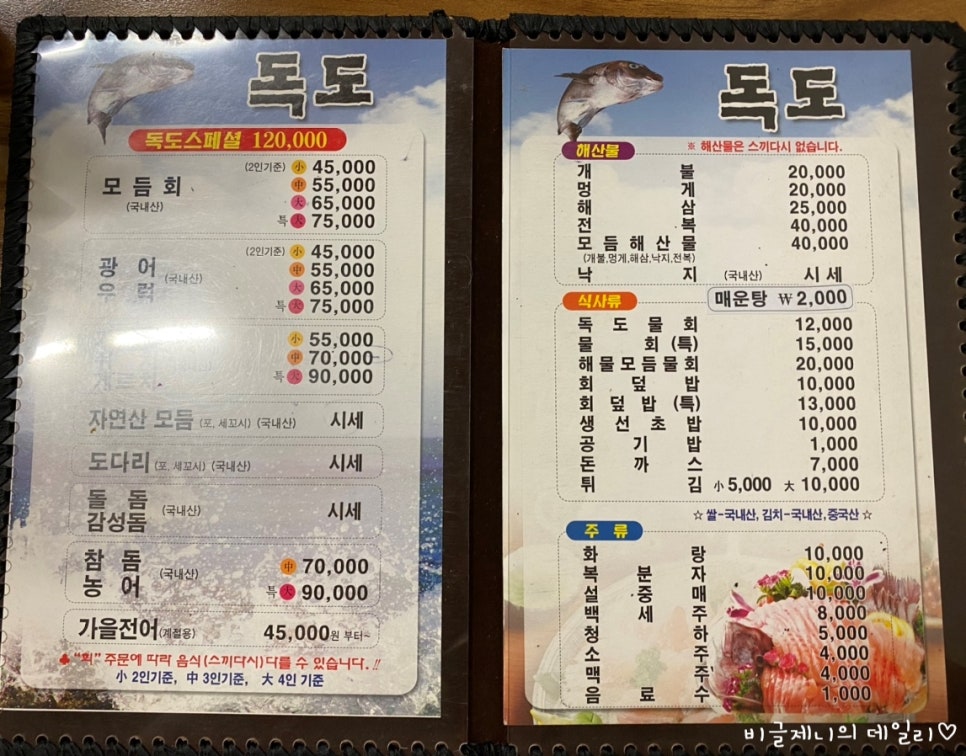 독도
독도스페셜 120,000
모듬회 (국내산)
(2인기준) 小 45,000
中 55,000
大 65,000
특 大 75,000
광어
우럭 (국내산)
(2인기준) 小 45,000
中 55,000
大 65,000
특 大 75,000
小 55,000
中 70,000
특 大 90,000
자연산 모듬 (포, 세꼬시) (국내산) 시세
도다리 (포, 세꼬시) (국내산) 시세
돌돔
감성돔 (국내산) 시세
참돔
농어 (국내산)
中 70,000
특 大 90,000
가을전어(계절용) 45,000원 부터~
♣ "회" 주문에 따라 음식(스끼다시) 다를 수 있습니다.!!
小 2인기준, 中 3인기준, 大 4인 기준
독도
해산물 ※ 해산물은 스끼다시 없습니다.
개불 20,000
멍게 20,000
해삼 25,000
전복 40,000
모듬해산물 40,000
(개불,멍게,해삼,낙지,전복)
낙지 (국내산) 시세
식사류 매운탕 ₩2,000
독도물회 12,000
물회 (특) 15,000
해물모듬물회 20,000
회덮밥 10,000
회덮밥 (특) 13,000
생선초밥 10,000
공기밥 1,000
돈까스 7,000
튀김 小 5,000 大 10,000
☆ 쌀-국내산, 김치-국내산,중국산 ☆
주류
화랑 10,000
복분자 10,000
설중매 10,000
백세주 8,000
청하 5,000
소주 4,000
맥주 4,000
음료수 1,000
비글제니의 데일리♡